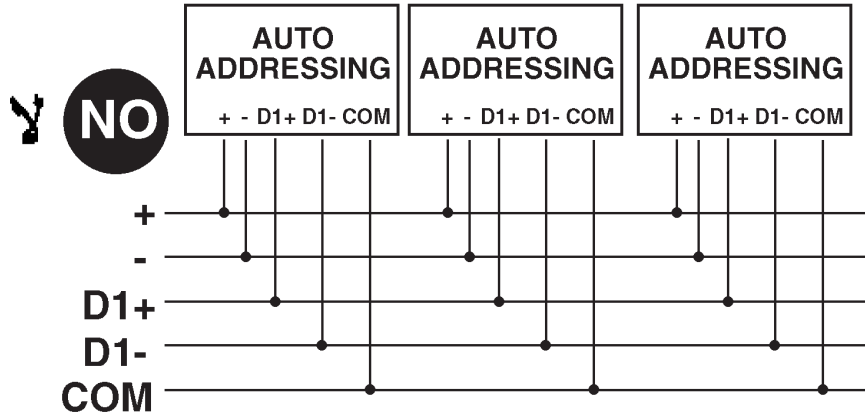 AUTO
ADDRESSING
+ - D1+ D1- COM
AUTO
ADDRESSING
+ - D1+ D1- COM
AUTO
ADDRESSING
+ - D1+ D1- COM
NO
+
-
D1+
D1-
COM